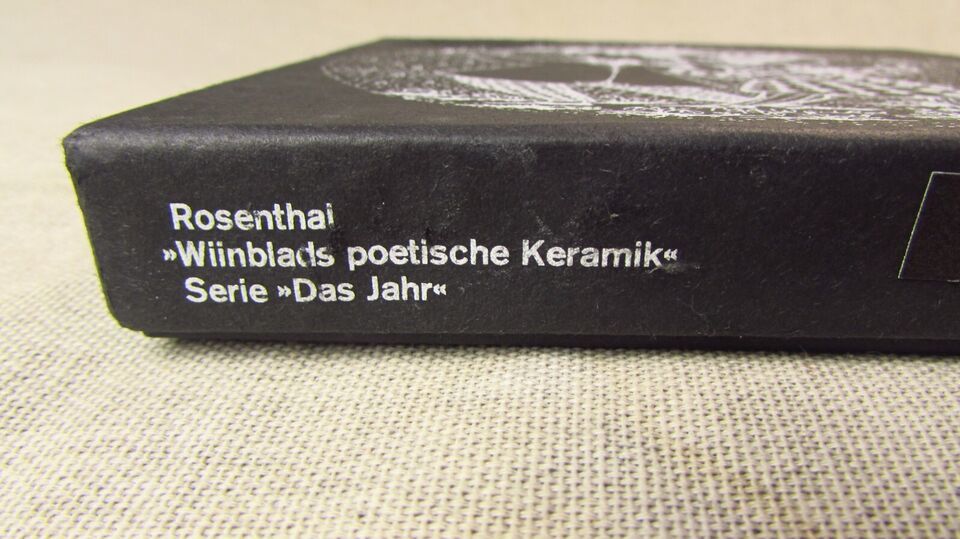 Rosenthal
»Wiinblads poetische Keramik«
Serie »Das Jahr«